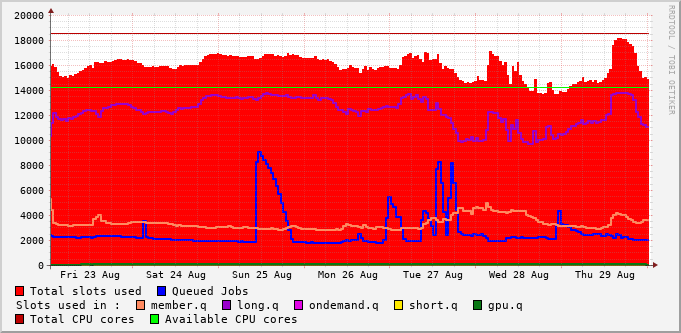 RRDTOOL / TOBI OETIKER
20000
18000
16000
14000
12000
10000
8000
6000
4000
2000
0
Fri 23 Aug Sat 24 Aug Sun 25 Aug Mon 26 Aug Tue 27 Aug Wed 28 Aug Thu 29 Aug
Total slots used Queued Jobs
Slots used in : member.q long.q ondemand.q short.q gpu.q
Total CPU cores Available CPU cores